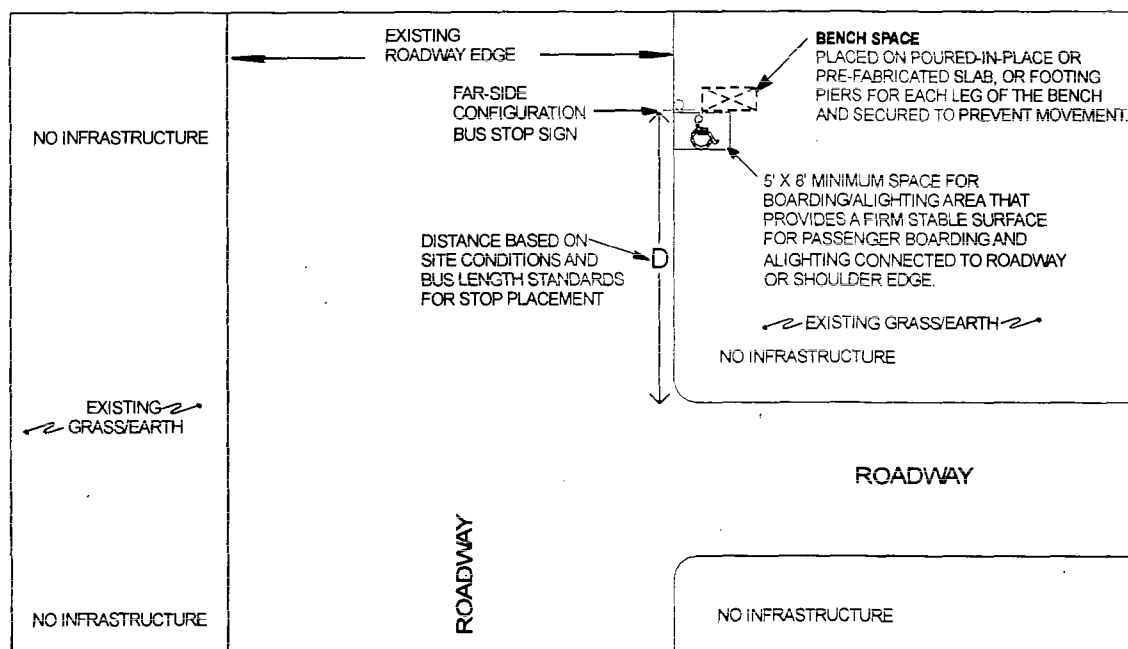 EXISTING
ROADWAY EDGE
BENCH SPACE
PLACED ON POURED-IN-PLACE OR
PRE-FABRICATED SLAB, OR FOOTING
PIERS FOR EACH LEG OF THE BENCH
AND SECURED TO PREVENT MOVEMENT.
FAR-SIDE
CONFIGURATION
BUS STOP SIGN
NO INFRASTRUCTURE
5' X 8' MINIMUM SPACE FOR
BOARDING/ALIGHTING AREA THAT
PROVIDES A FIRM STABLE SURFACE
FOR PASSENGER BOARDING AND
ALIGHTING CONNECTED TO ROADWAY
OR SHOULDER EDGE.
DISTANCE BASED ON
SITE CONDITIONS AND
BUS LENGTH STANDARDS
FOR STOP PLACEMENT
D
EXISTING GRASS/EARTH
NO INFRASTRUCTURE
EXISTING
GRASS/EARTH
ROADWAY
ROADWAY
NO INFRASTRUCTURE
NO INFRASTRUCTURE